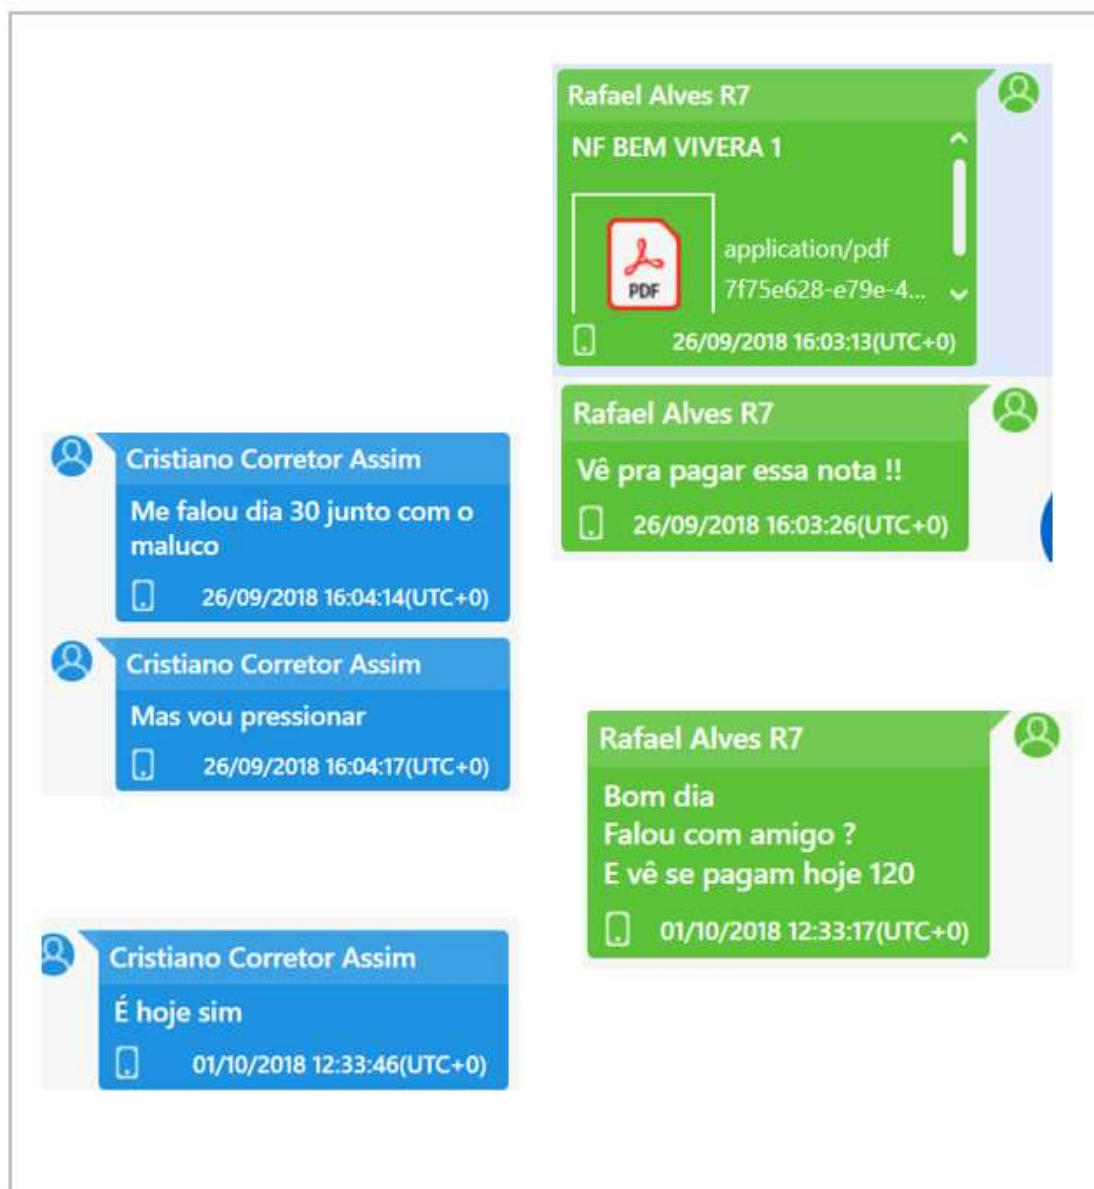 Rafael Alves R7
NF BEM VIVERA 1
PDF
application/pdf
7f75e628-e79e-4...
26/09/2018 16:03:13(UTC+0)
Rafael Alves R7
Vê pra pagar essa nota !!
26/09/2018 16:03:26(UTC+0)
Cristiano Corretor Assim
Me falou dia 30 junto com o
maluco
26/09/2018 16:04:14(UTC+0)
Cristiano Corretor Assim
Mas vou pressionar
26/09/2018 16:04:17(UTC+0)
Rafael Alves R7
Bom dia
Falou com amigo ?
E vê se pagam hoje 120
01/10/2018 12:33:17(UTC+0)
Cristiano Corretor Assim
É hoje sim
01/10/2018 12:33:46(UTC+0)